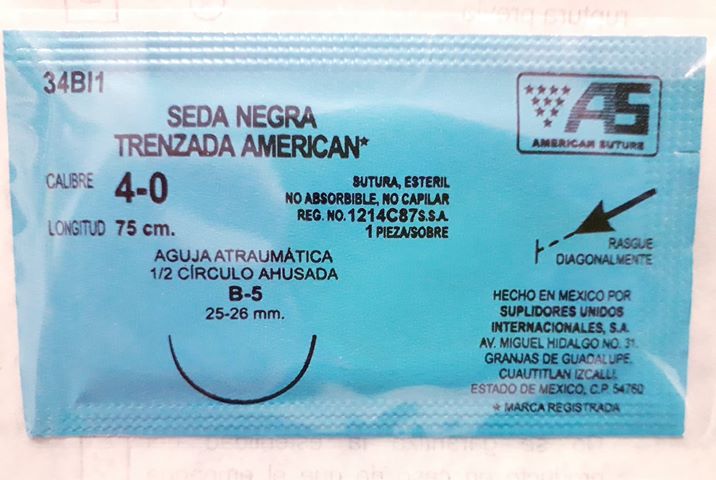 34BI1
SEDA NEGRA
TRENZADA AMERICAN*
CALIBRE 4-0
LONGITUD 75 cm.
SUTURA, ESTERIL
NO ABSORBIBLE, NO CAPILAR
REG. NO. 1214C87S.S.A.
1 PIEZA/SOBRE
AGUJA ATRAUMÁTICA
1/2 CÍRCULO AHUSADA
B-5
25-26 mm.
AS
AMERICAN SUTURE
RASGUE
DIAGONALMENTE
HECHO EN MEXICO POR
SUPLIDORES UNIDOS
INTERNACIONALES, S.A.
AV. MIGUEL HIDALGO NO. 31.
GRANJAS DE GUADALUPE.
CUAUTITLAN IZCALLI,
ESTADO DE MEXICO, C.P. 54760
* MARCA REGISTRADA